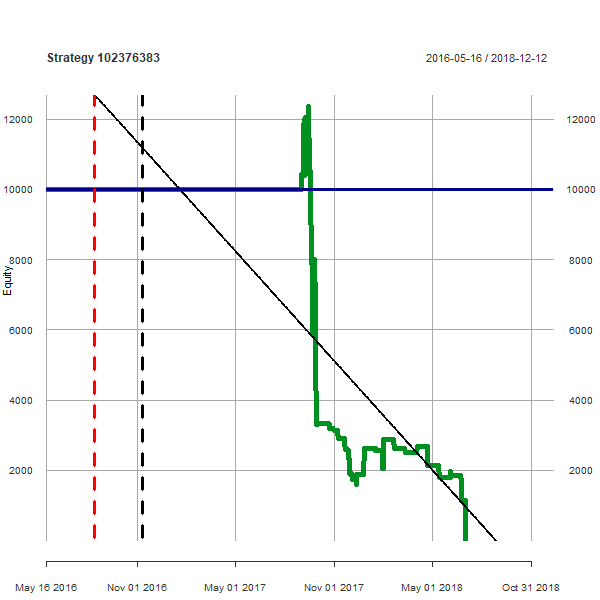 Strategy 102376383
2016-05-16 / 2018-12-12
12000
12000
10000
10000
8000
8000
6000
6000
4000
4000
2000
2000
Equity
May 16 2016
Nov 01 2016
May 01 2017
Nov 01 2017
May 01 2018
Oct 31 2018